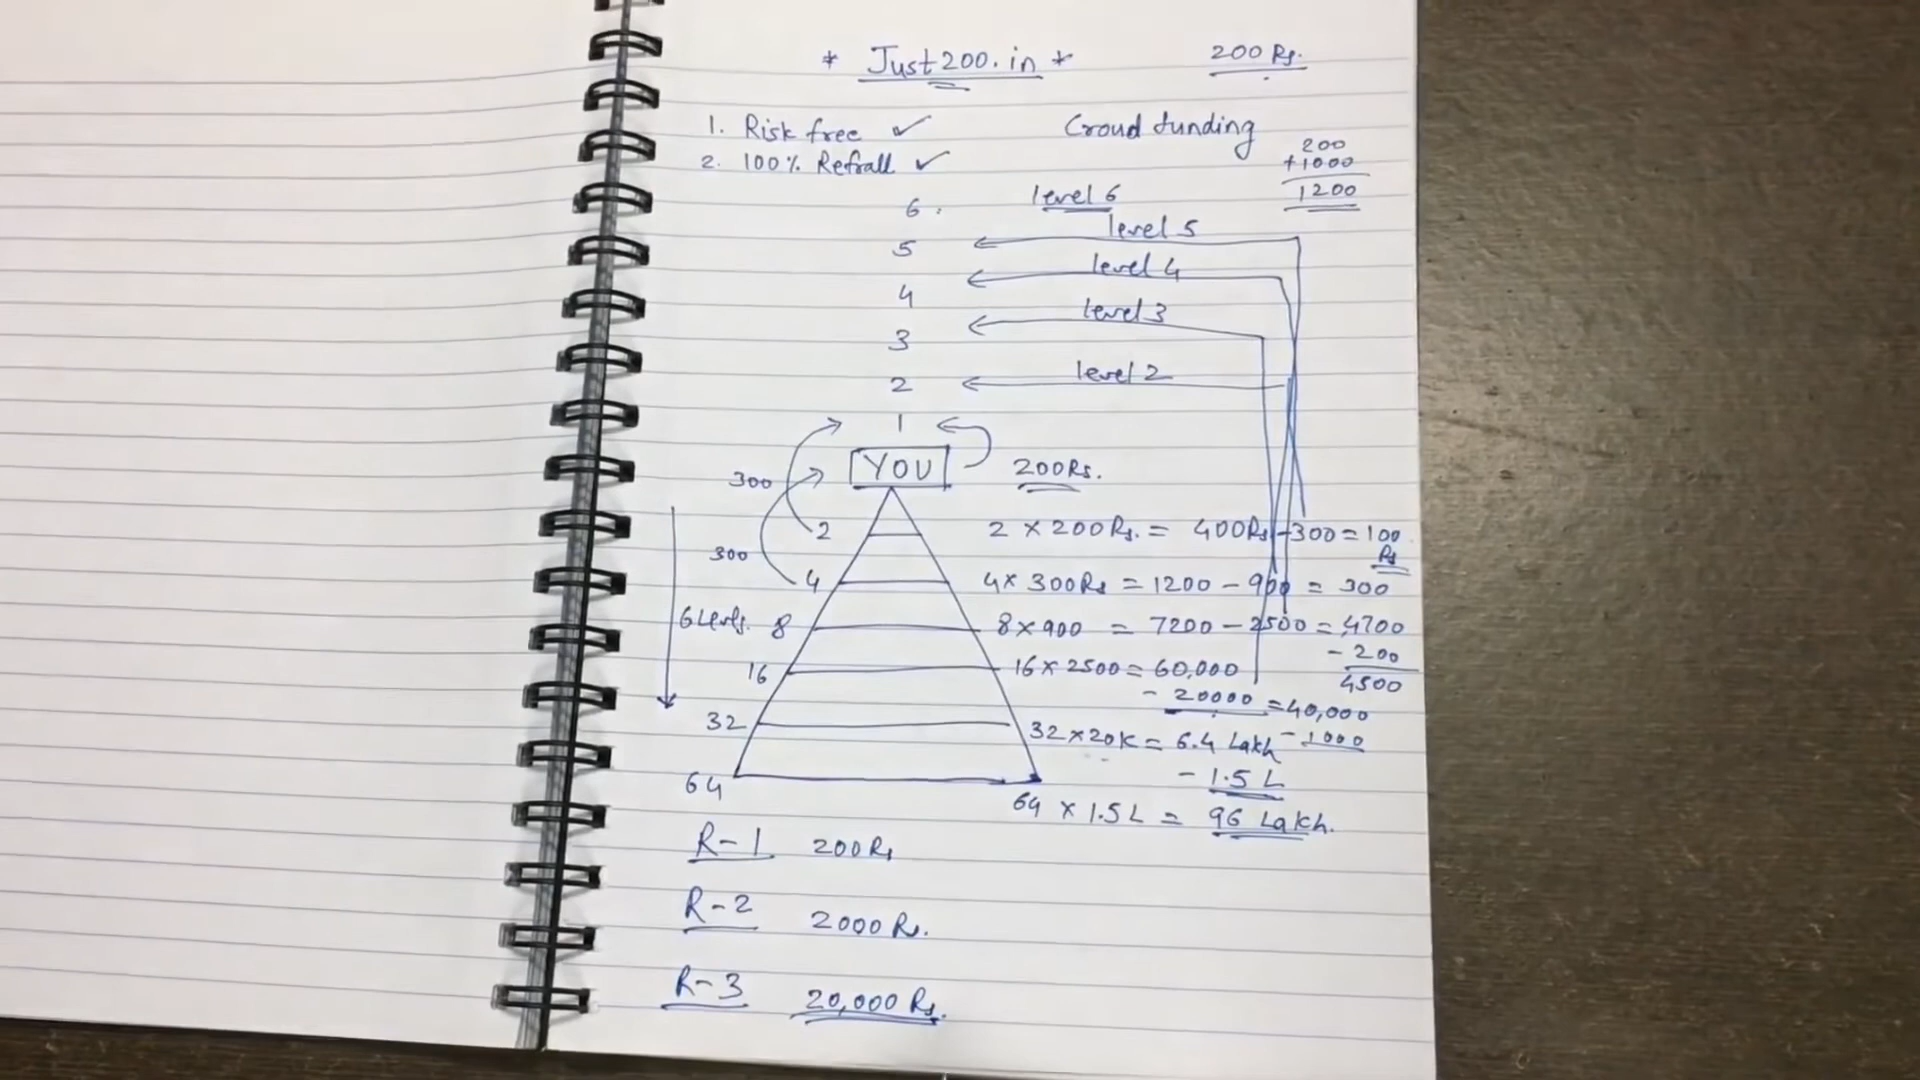 * Just200.in *
200 Rs.
1. Risk free ✓
Croud funding
2. 100% Refrall ✓
200
+1000
1200
6. level 6
5 level 5
4 level 4
3 level 3
2 level 2
1
YOU 200Rs.
300
2 2 × 200Rs. = 400Rs - 300 = 100 Rs
300
4 4× 300Rs = 1200 - 900 = 300
6 Levls. 8 8×900 = 7200 - 2500 = 4700
- 200
4500
16 16×2500 = 60,000
- 20000 = 40,000
- 1000
32 32×20K = 6.4 Lakh
- 1.5 L
64 64 × 1.5L = 96 Lakh.
R-1 200Rs
R-2 2000 Rs.
R-3 20,000 Rs.